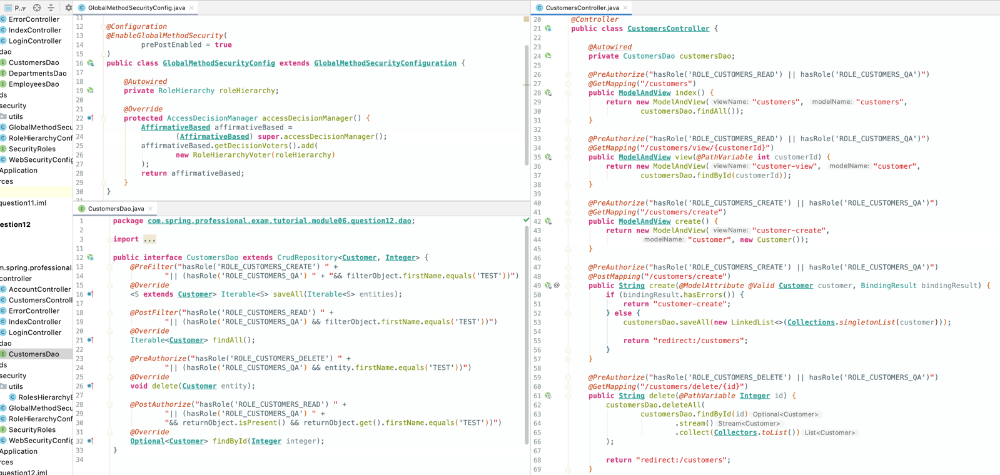 P..
ErrorController
IndexController
LoginController
dao
CustomersDao
DepartmentsDao
EmployeesDao
ds
security
utils
GlobalMethodSecu
RoleHierarchyConf
SecurityRoles
WebSecurityConfig
Application
rces
question11.iml
estion12
m.spring.professional.
controller
AccountController
CustomersControll
ErrorController
IndexController
LoginController
dao
CustomersDao
ds
security
utils
RolesHierarchyB
GlobalMethodSecu
RoleHierarchyConf
SecurityRoles
WebSecurityConfig
Application
rces
question12.iml
GlobalMethodSecurityConfig.java
11
12 @Configuration
13 @EnableGlobalMethodSecurity(
14 prePostEnabled = true
15 )
16 public class GlobalMethodSecurityConfig extends GlobalMethodSecurityConfiguration {
17
18 @Autowired
19 private RoleHierarchy roleHierarchy;
20
21 @Override
22 protected AccessDecisionManager accessDecisionManager() {
23 AffirmativeBased affirmativeBased =
24 (AffirmativeBased) super.accessDecisionManager();
25 affirmativeBased.getDecisionVoters().add(
26 new RoleHierarchyVoter(roleHierarchy)
27 );
28 return affirmativeBased;
29 }
30 }
CustomersDao.java
1 package com.spring.professional.exam.tutorial.module06.question12.dao;
2
3 import ...
11
12 public interface CustomersDao extends CrudRepository<Customer, Integer> {
13 @PreFilter("hasRole('ROLE_CUSTOMERS_CREATE') " +
14 "|| (hasRole('ROLE_CUSTOMERS_QA') " + "&& filterObject.firstName.equals('TEST'))")
15 @Override
16 <S extends Customer> Iterable<S> saveAll(Iterable<S> entities);
17
18 @PostFilter("hasRole('ROLE_CUSTOMERS_READ') " +
19 "|| (hasRole('ROLE_CUSTOMERS_QA') && filterObject.firstName.equals('TEST'))")
20 @Override
21 Iterable<Customer> findAll();
22
23 @PreAuthorize("hasRole('ROLE_CUSTOMERS_DELETE') " +
24 "|| (hasRole('ROLE_CUSTOMERS_QA') && entity.firstName.equals('TEST'))")
25 @Override
26 void delete(Customer entity);
27
28 @PostAuthorize("hasRole('ROLE_CUSTOMERS_READ') " +
29 "|| (hasRole('ROLE_CUSTOMERS_QA') " +
30 "&& returnObject.isPresent() && returnObject.get().firstName.equals('TEST'))")
31 @Override
32 Optional<Customer> findById(Integer integer);
33 }
34
CustomersController.java
20 @Controller
21 public class CustomersController {
22
23 @Autowired
24 private CustomersDao customersDao;
25
26 @PreAuthorize("hasRole('ROLE_CUSTOMERS_READ') || hasRole('ROLE_CUSTOMERS_QA')")
27 @GetMapping("/customers")
28 public ModelAndView index() {
29 return new ModelAndView( viewName: "customers", modelName: "customers",
30 customersDao.findAll());
31 }
32
33 @PreAuthorize("hasRole('ROLE_CUSTOMERS_READ') || hasRole('ROLE_CUSTOMERS_QA')")
34 @GetMapping("/customers/view/{customerId}")
35 public ModelAndView view(@PathVariable int customerId) {
36 return new ModelAndView( viewName: "customer-view", modelName: "customer",
37 customersDao.findById(customerId));
38 }
39
40 @PreAuthorize("hasRole('ROLE_CUSTOMERS_CREATE') || hasRole('ROLE_CUSTOMERS_QA')")
41 @GetMapping("/customers/create")
42 public ModelAndView create() {
43 return new ModelAndView( viewName: "customer-create",
44 modelName: "customer", new Customer());
45 }
46
47 @PreAuthorize("hasRole('ROLE_CUSTOMERS_CREATE') || hasRole('ROLE_CUSTOMERS_QA')")
48 @PostMapping("/customers/create")
49 @ public String create(@ModelAttribute @Valid Customer customer, BindingResult bindingResult) {
50 if (bindingResult.hasErrors()) {
51 return "customer-create";
52 } else {
53 customersDao.saveAll(new LinkedList<>(Collections.singletonList(customer)));
54
55 return "redirect:/customers";
56 }
57 }
58
59 @PreAuthorize("hasRole('ROLE_CUSTOMERS_DELETE') || hasRole('ROLE_CUSTOMERS_QA')")
60 @GetMapping("/customers/delete/{id}")
61 public String delete(@PathVariable Integer id) {
62 customersDao.deleteAll(
63 customersDao.findById(id) Optional<Customer>
64 .stream() Stream<Customer>
65 .collect(Collectors.toList()) List<Customer>
66 );
67
68 return "redirect:/customers";
69 }